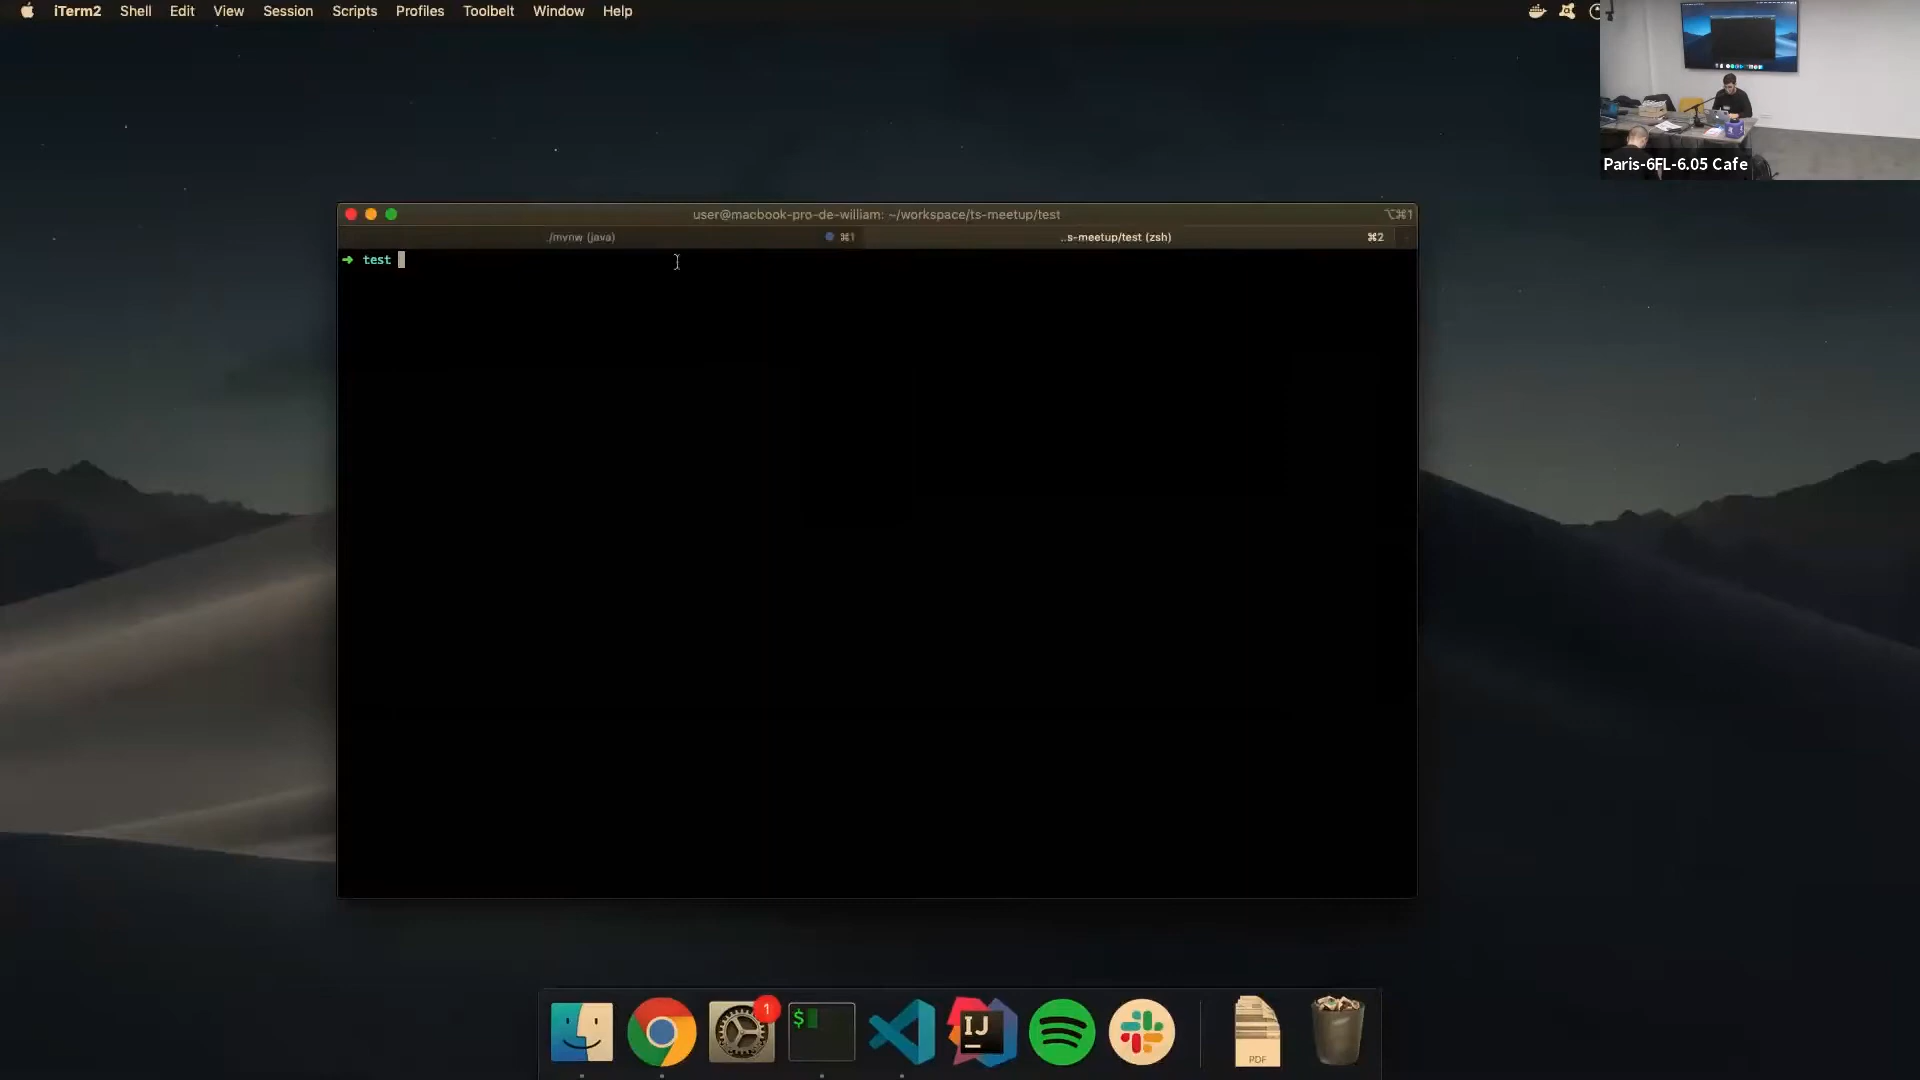 iTerm2 Shell Edit View Session Scripts Profiles Toolbelt Window Help
Paris-6FL-6.05 Cafe
user@macbook-pro-de-william: ~/workspace/ts-meetup/test ⌥⌘1
./mvnw (java) ⌘1 ..s-meetup/test (zsh) ⌘2
➜ test
1
$
IJ
PDF